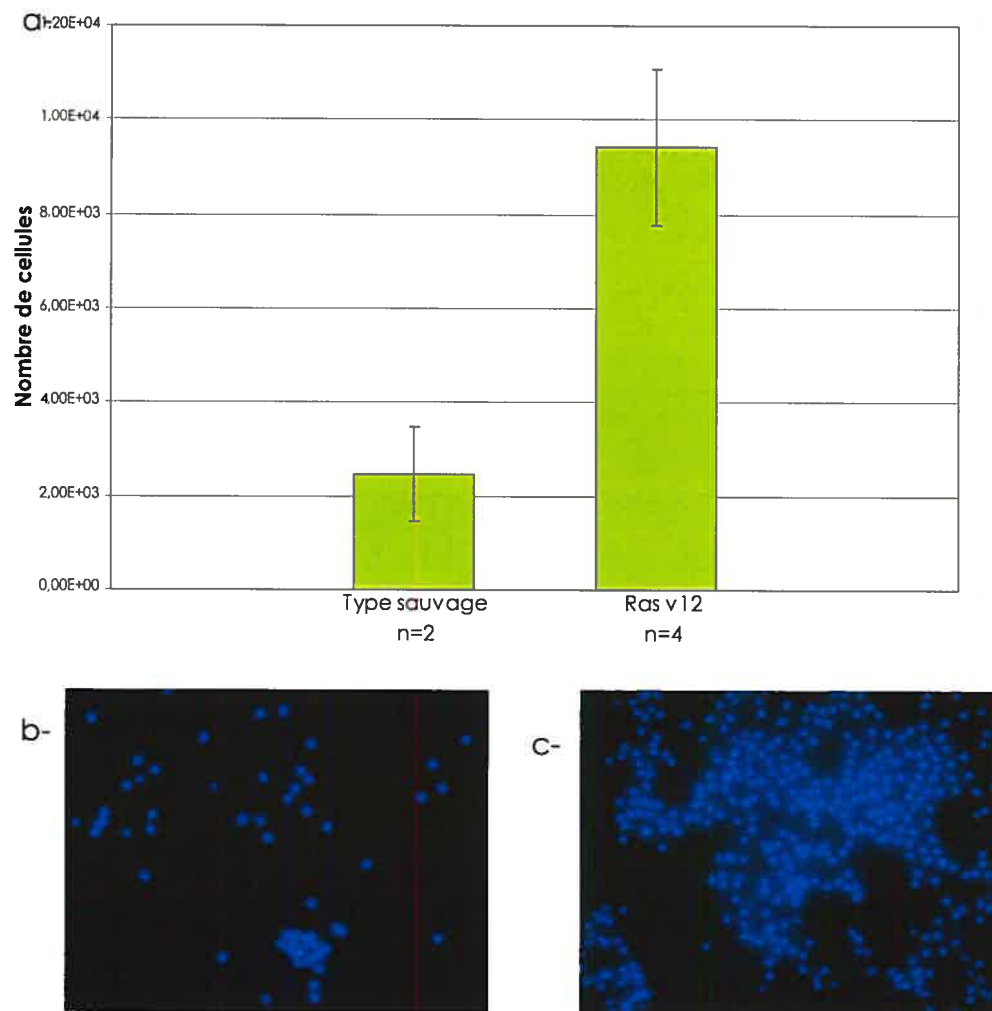 a-
1,20E+04
1,00E+04
8,00E+03
6,00E+03
4,00E+03
2,00E+03
0,00E+00
Nombre de cellules
Type sauvage
n=2
Ras v12
n=4
b-
c-